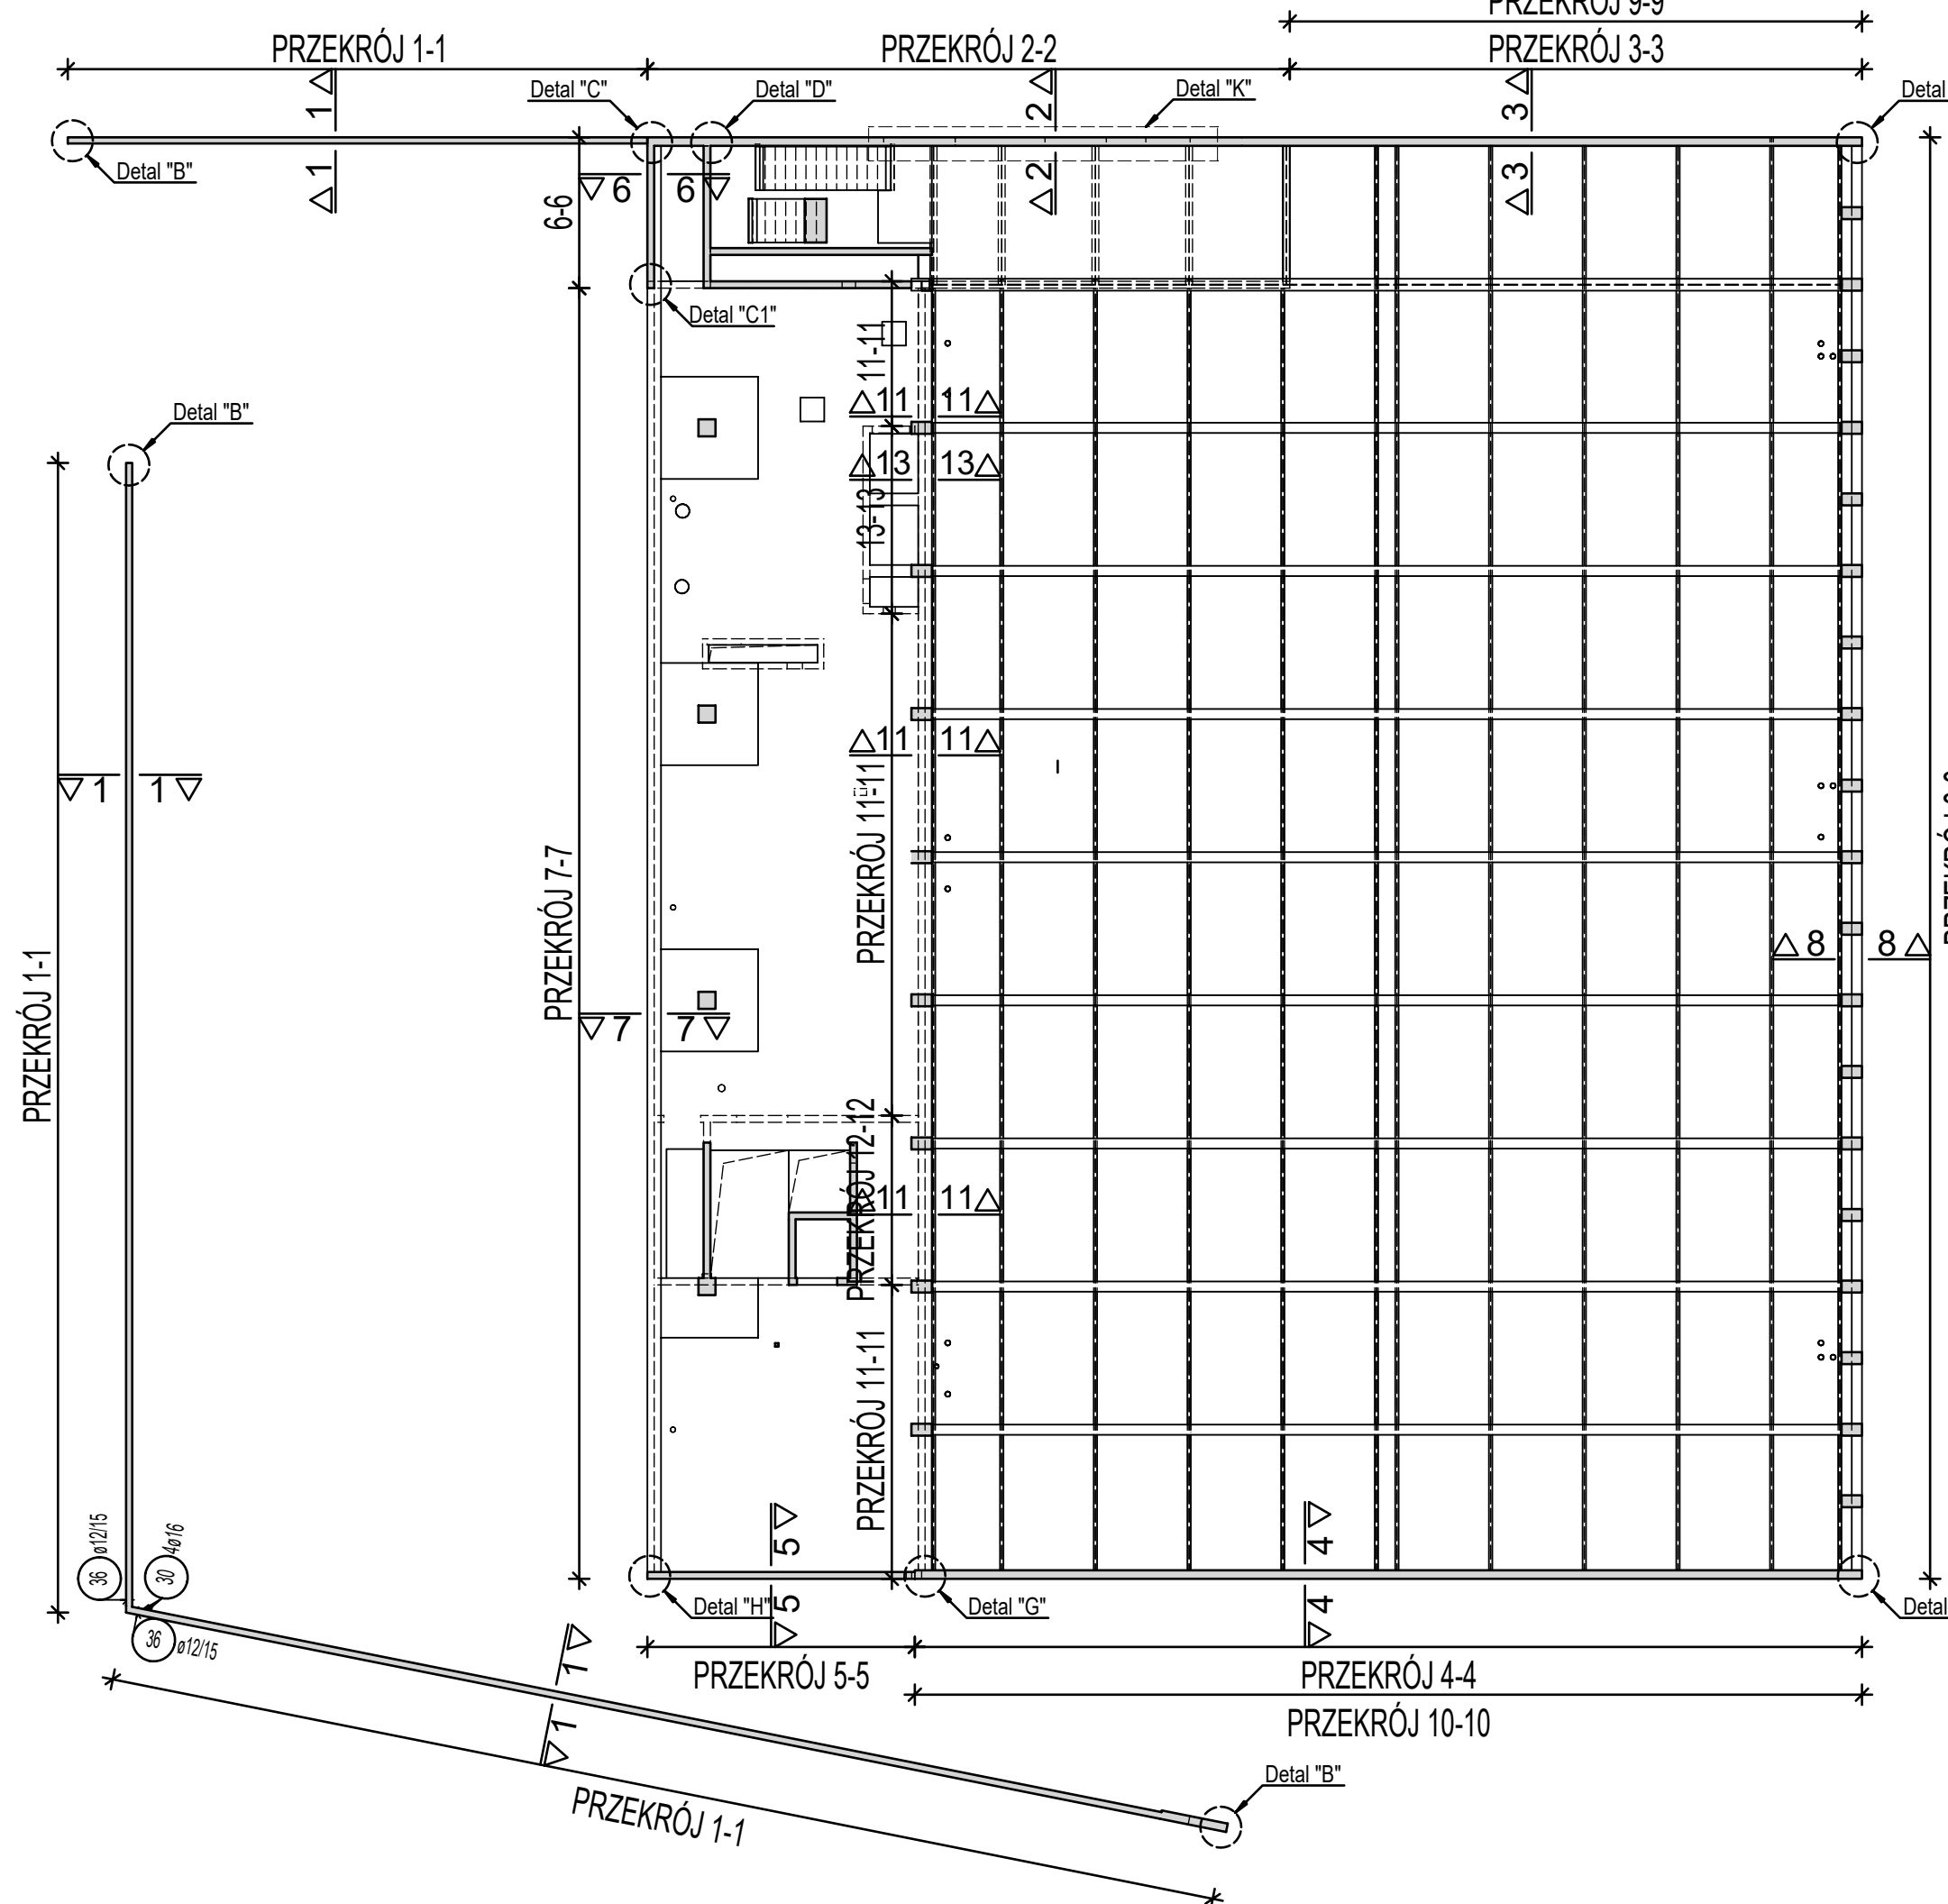 PRZEKRÓJ 9-9
PRZEKRÓJ 1-1
PRZEKRÓJ 2-2
PRZEKRÓJ 3-3
Detal "C"
Detal "D"
Detal "K"
Detal
1
2
3
Detal "B"
1
2
3
6
6
6-6
Detal "C1"
11-11
Detal "B"
11
11
13
13
13-13
11
11
1
1
PRZEKRÓJ 11-11
PRZEKRÓJ 7-7
8
8
PRZEKRÓJ 1-1
7
7
PRZEKRÓJ 12-12
11
11
PRZEKRÓJ 11-11
5
4
36
ø12/15
30
4ø16
Detal "H"
5
Detal "G"
4
Detal
36
ø12/15
1
PRZEKRÓJ 5-5
PRZEKRÓJ 4-4
1
PRZEKRÓJ 10-10
Detal "B"
PRZEKRÓJ 1-1